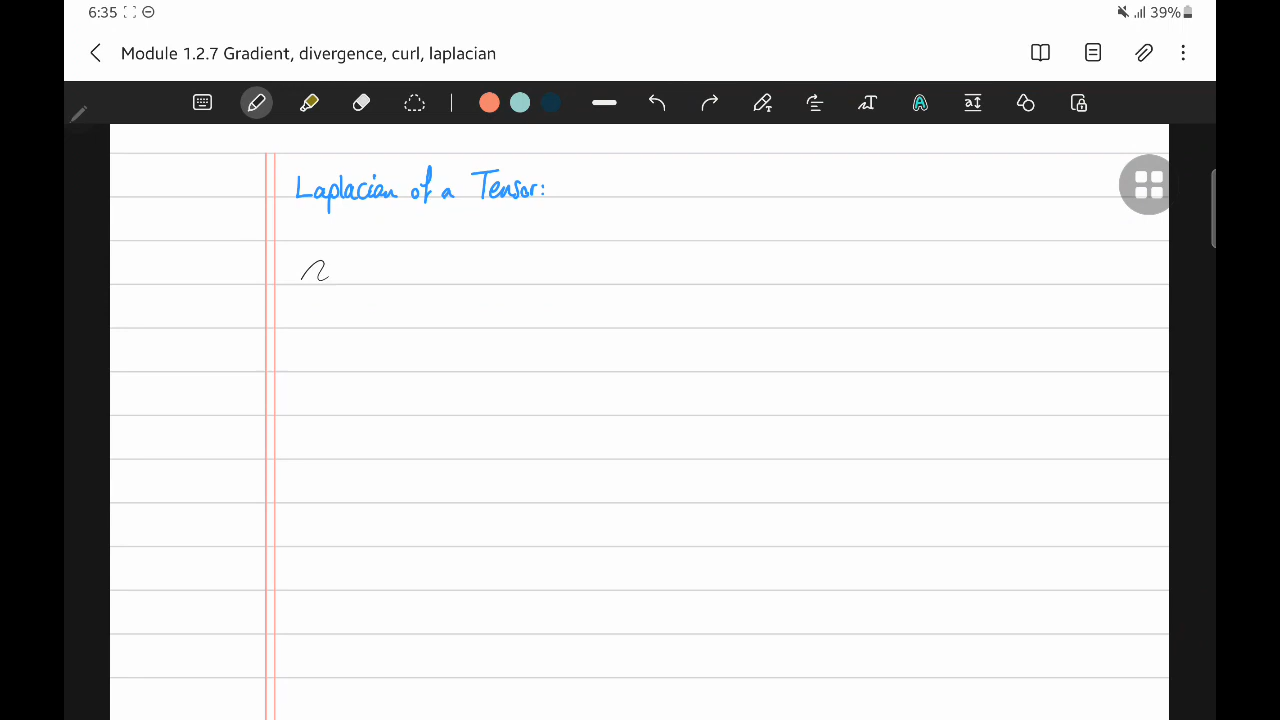 6:35
39%
Module 1.2.7 Gradient, divergence, curl, laplacian
Laplacian of a Tensor: